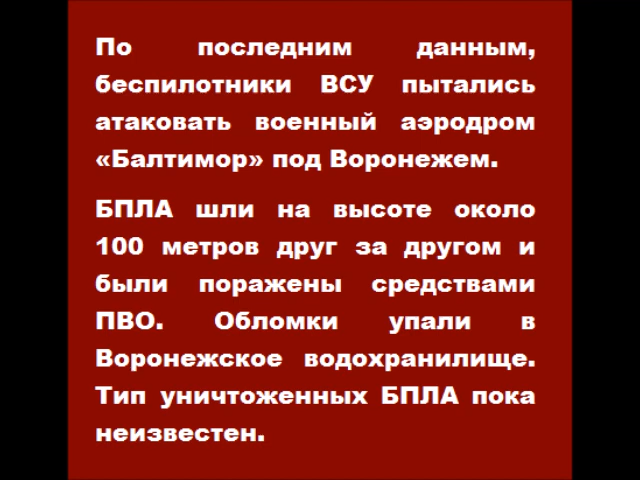 По последним данным,
беспилотники ВСУ пытались
атаковать военный аэродром
«Балтимор» под Воронежем.
БПЛА шли на высоте около
100 метров друг за другом и
были поражены средствами
ПВО. Обломки упали в
Воронежское водохранилище.
Тип уничтоженных БПЛА пока
неизвестен.